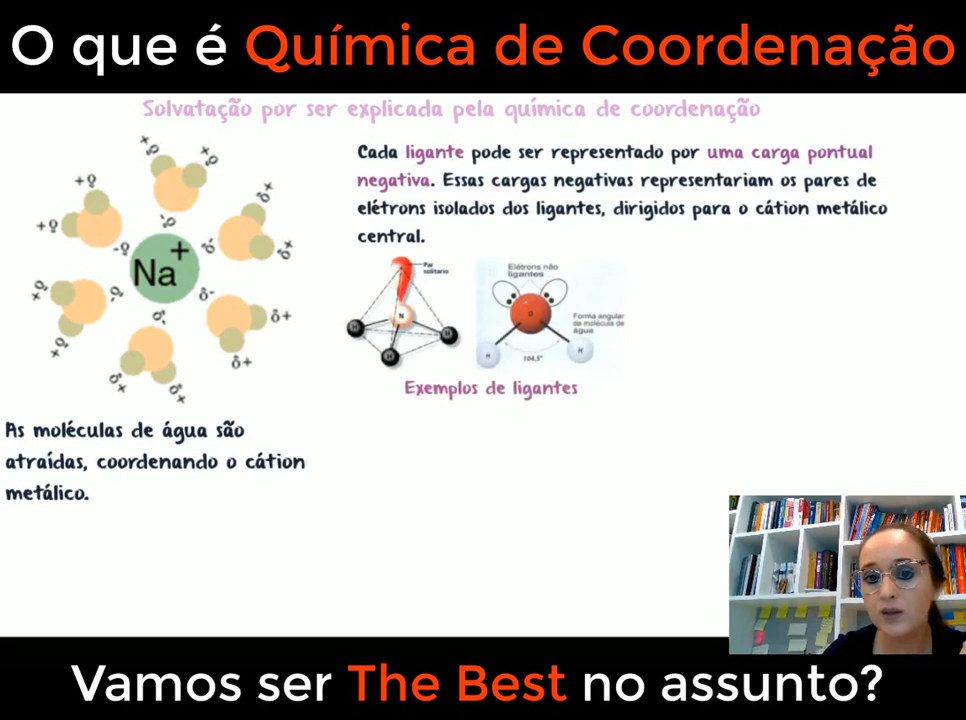 O que é Química de Coordenação
Solvatação por ser explicada pela química de coordenação
Cada ligante pode ser representado por uma carga pontual
negativa. Essas cargas negativas representariam os pares de
elétrons isolados dos ligantes, dirigidos para o cátion metálico
central.
Na+
δ+
δ+
δ+
δ+
δ+
δ+
δ+
δ+
δ+
δ+
δ+
δ+
δ-
δ-
δ-
δ-
δ-
δ-
Par
solitário
N
H
H
H
Elétrons não
ligantes
O
H
H
104,5°
Forma angular
da molécula de
água
Exemplos de ligantes
As moléculas de água são
atraídas, coordenando o cátion
metálico.
Vamos ser The Best no assunto?